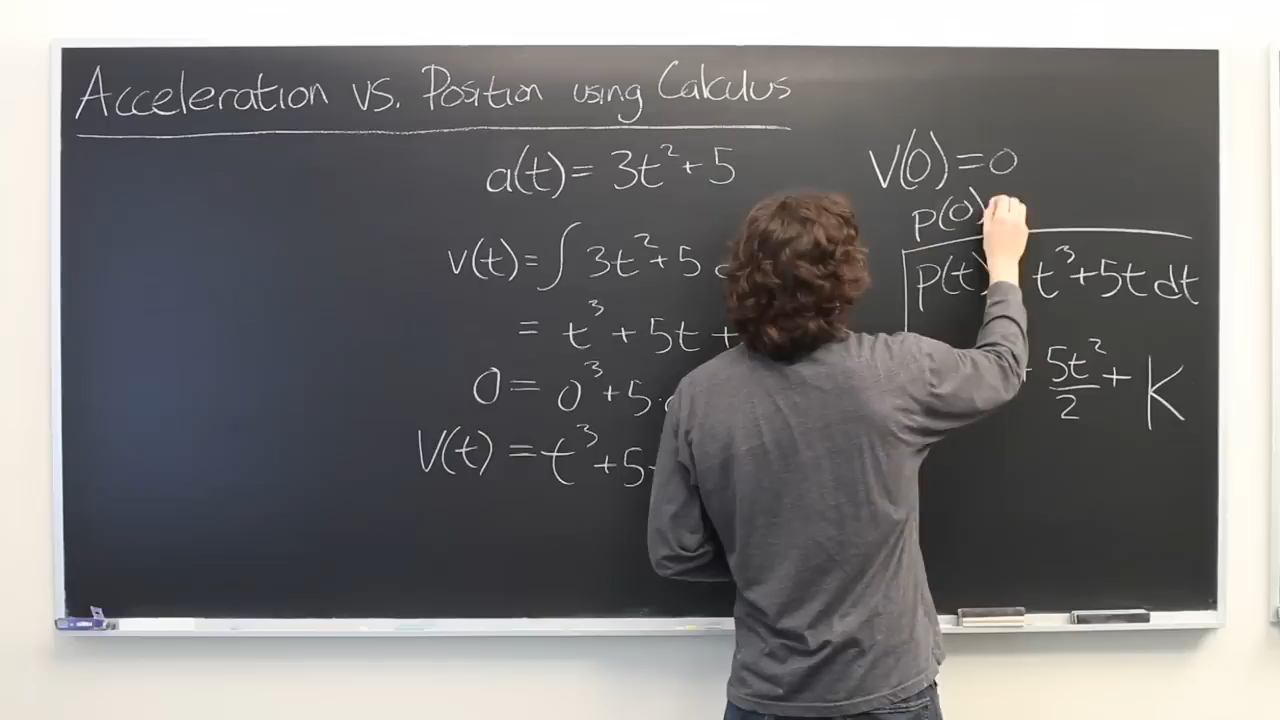 Acceleration vs. Position using Calculus
a(t) = 3t² + 5
v(t) = ∫ 3t² + 5
= t³ + 5t +
0 = 0³ + 5·
V(t) = t³ + 5
V(0) = 0
p(0)
p(t) t³ + 5t dt
5t²/2 + K